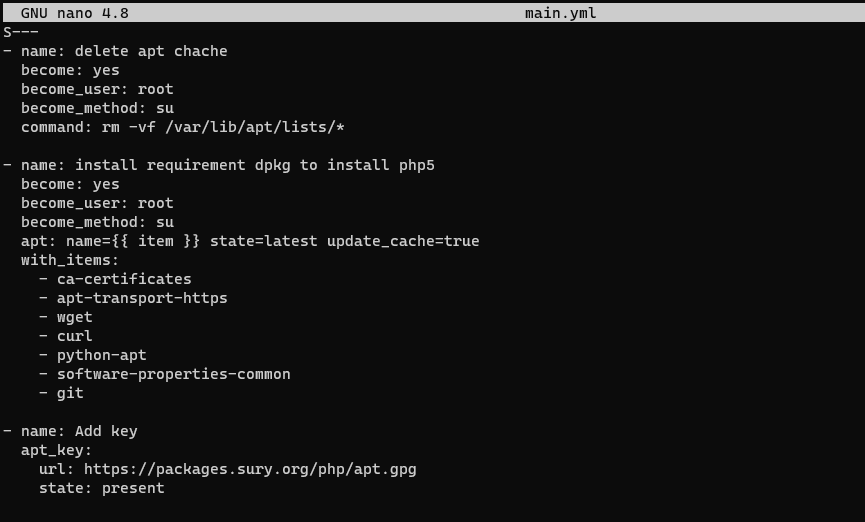 GNU nano 4.8 main.yml
S---
- name: delete apt chache
  become: yes
  become_user: root
  become_method: su
  command: rm -vf /var/lib/apt/lists/*

- name: install requirement dpkg to install php5
  become: yes
  become_user: root
  become_method: su
  apt: name={{ item }} state=latest update_cache=true
  with_items:
    - ca-certificates
    - apt-transport-https
    - wget
    - curl
    - python-apt
    - software-properties-common
    - git

- name: Add key
  apt_key:
    url: https://packages.sury.org/php/apt.gpg
    state: present